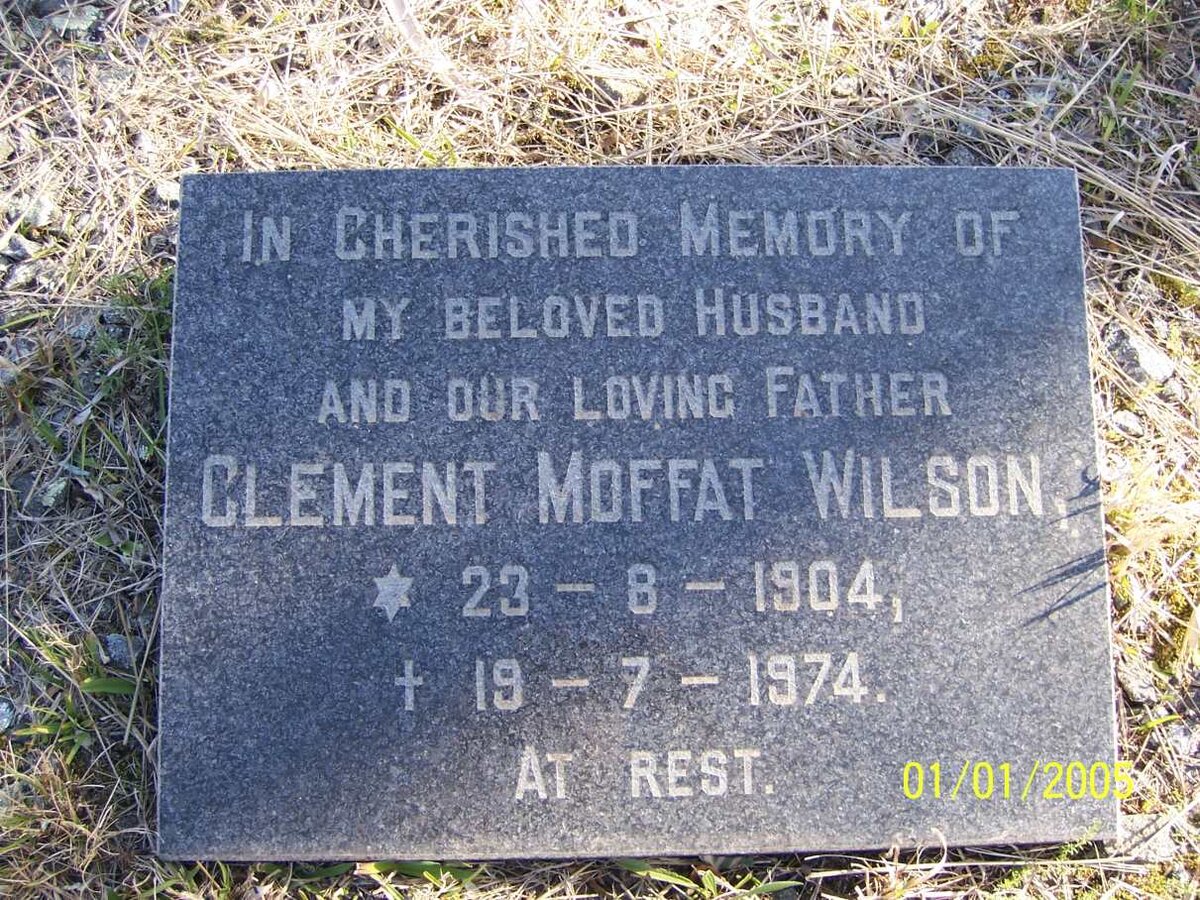 IN CHERISHED MEMORY OF
MY BELOVED HUSBAND
AND OUR LOVING FATHER
CLEMENT MOFFAT WILSON,
✶ 23 – 8 – 1904,
† 19 – 7 – 1974.
AT REST.
01/01/2005